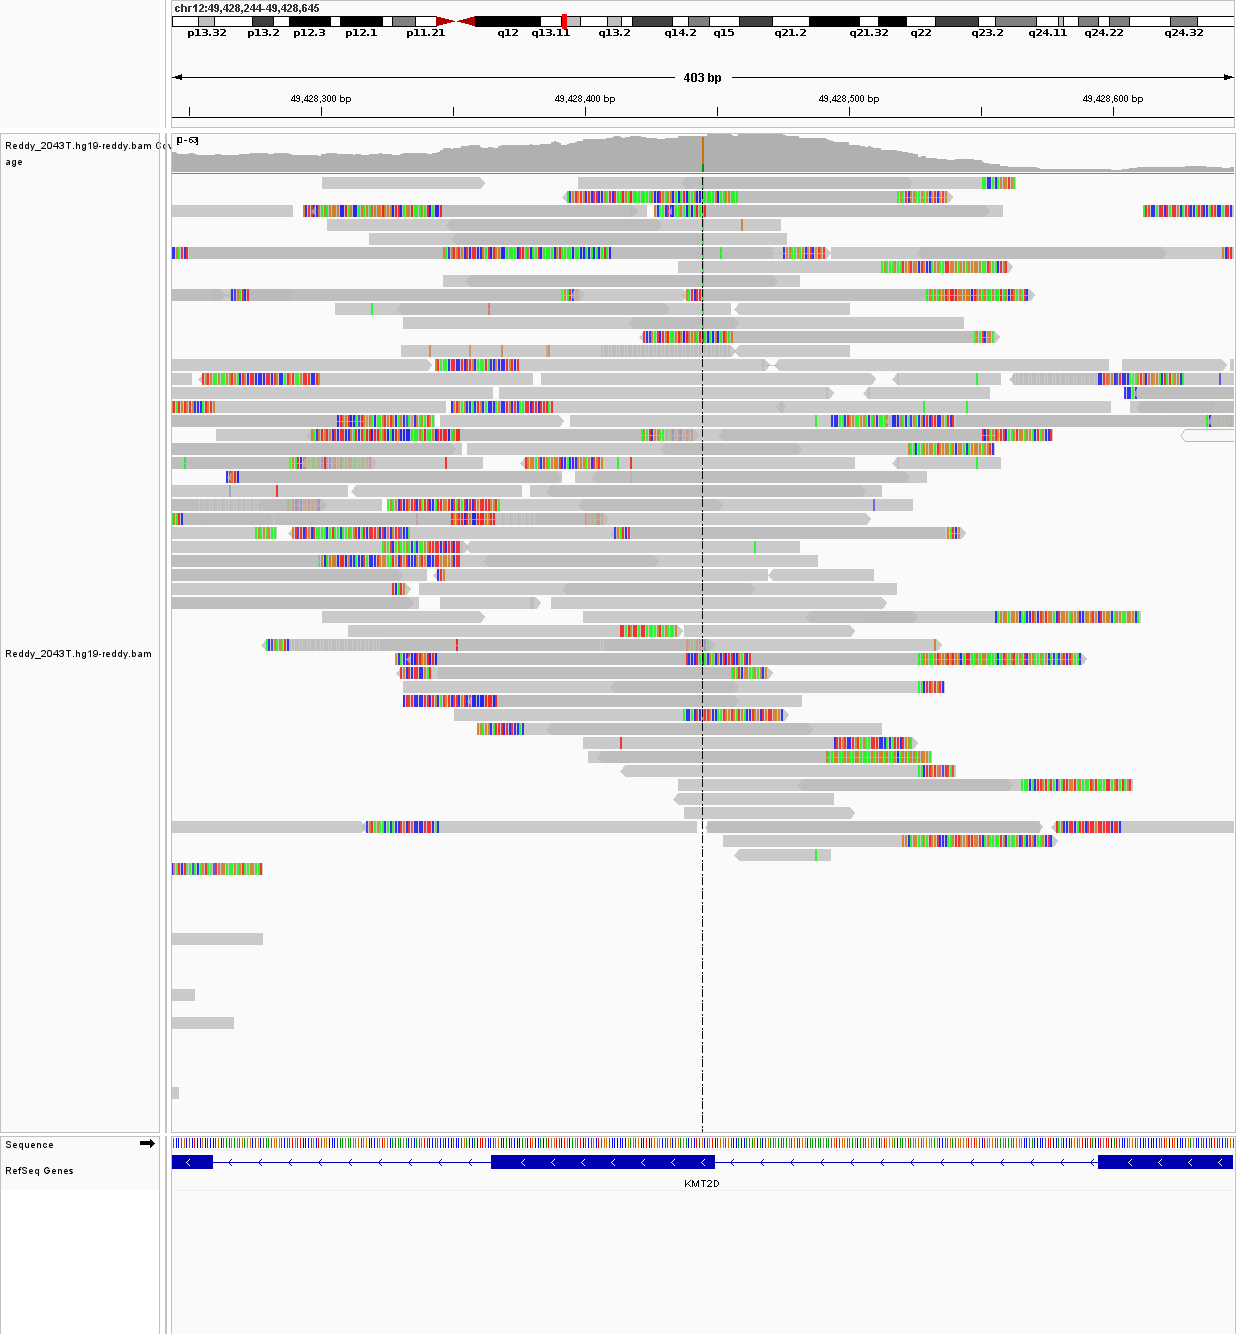 chr12:49,428,244-49,428,645
p13.32 p13.2 p12.3 p12.1 p11.21 q12 q13.11 q13.2 q14.2 q15 q21.2 q21.32 q22 q23.2 q24.11 q24.22 q24.32
403 bp
49,428,300 bp 49,428,400 bp 49,428,500 bp 49,428,600 bp
[0-63]
Reddy_2043T.hg19-reddy.bam Cov
age
Reddy_2043T.hg19-reddy.bam
Sequence
RefSeq Genes
KMT2D